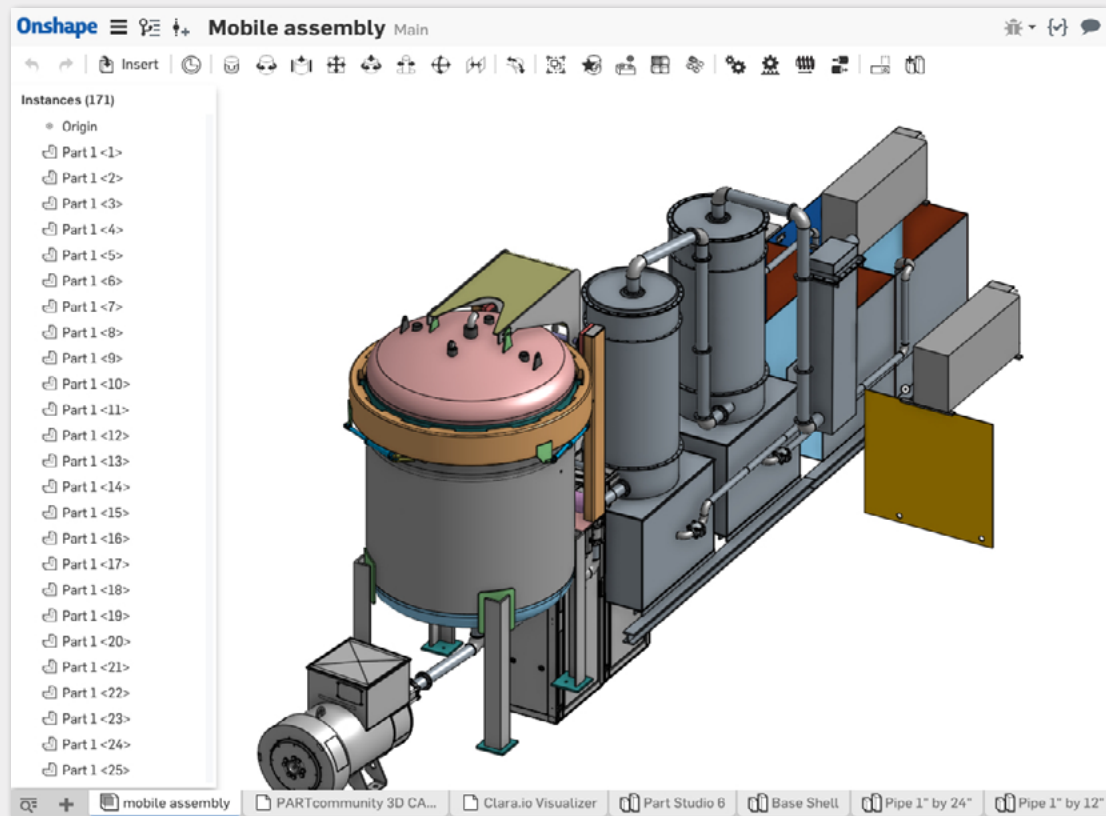 Onshape Mobile assembly Main
Insert
Instances (171)
Origin
Part 1 <1>
Part 1 <2>
Part 1 <3>
Part 1 <4>
Part 1 <5>
Part 1 <6>
Part 1 <7>
Part 1 <8>
Part 1 <9>
Part 1 <10>
Part 1 <11>
Part 1 <12>
Part 1 <13>
Part 1 <14>
Part 1 <15>
Part 1 <16>
Part 1 <17>
Part 1 <18>
Part 1 <19>
Part 1 <20>
Part 1 <21>
Part 1 <22>
Part 1 <23>
Part 1 <24>
Part 1 <25>
mobile assembly PARTcommunity 3D CA... Clara.io Visualizer Part Studio 6 Base Shell Pipe 1" by 24" Pipe 1" by 12"